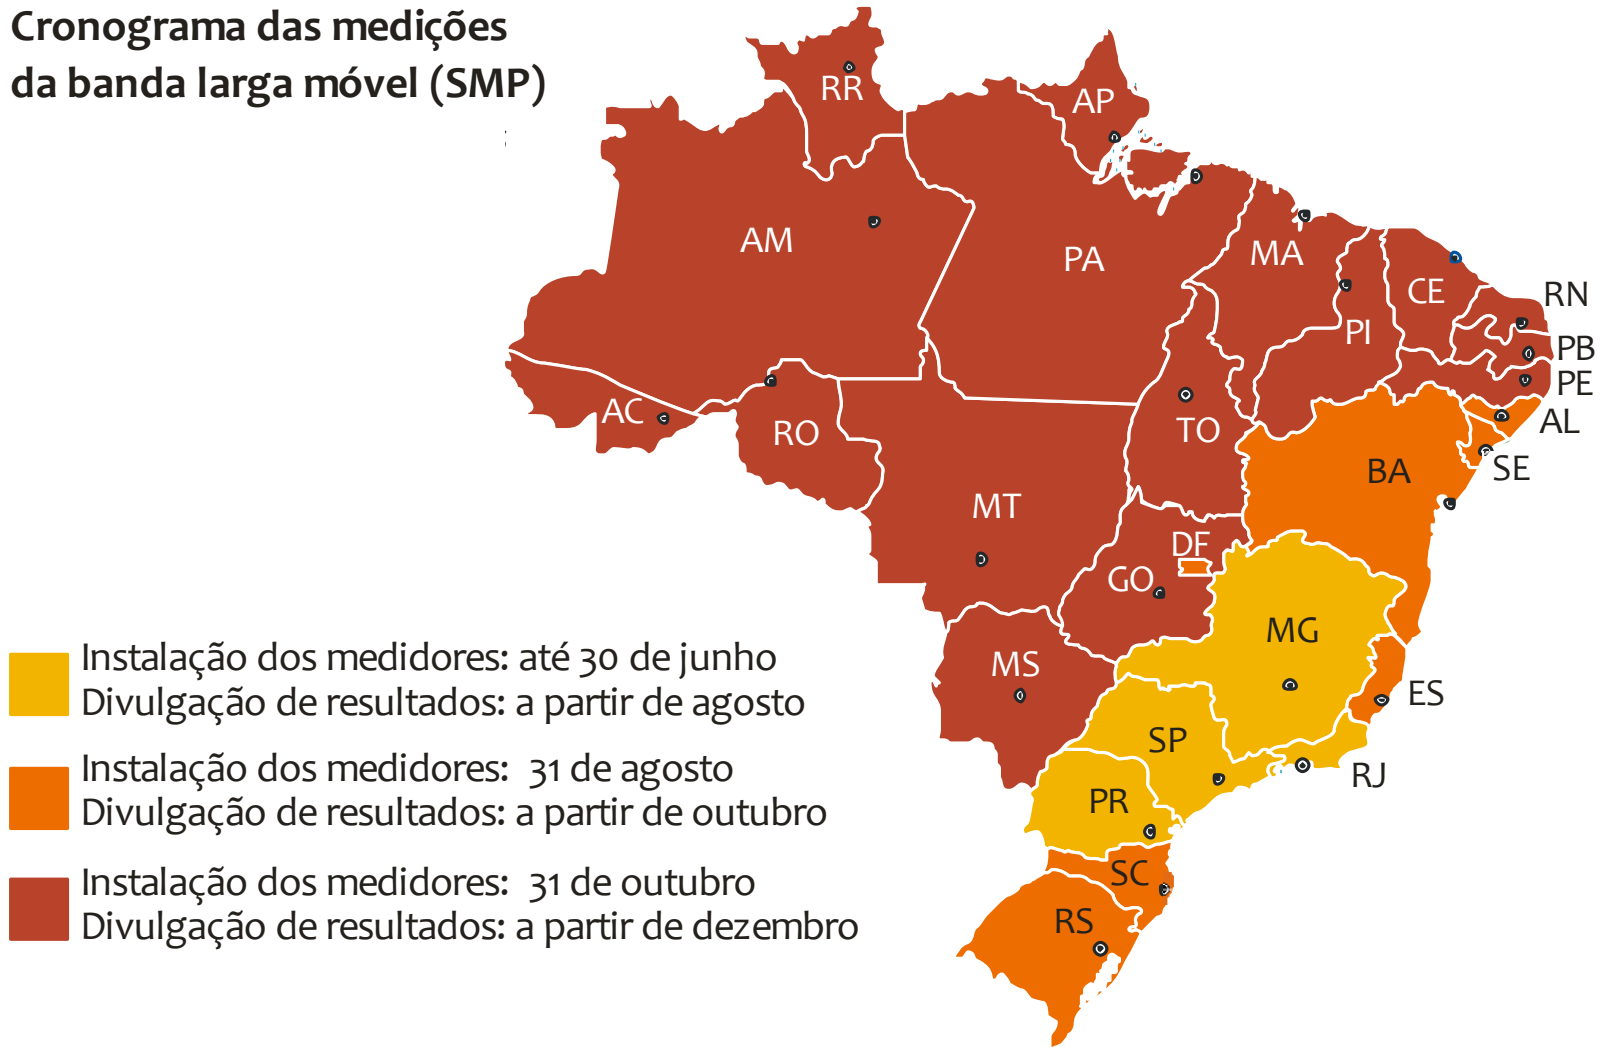 Cronograma das medições
da banda larga móvel (SMP)
RR
AP
AM
PA
MA
CE
RN
PI
PB
PE
AC
RO
TO
AL
BA
SE
MT
DF
GO
MG
MS
ES
SP
RJ
PR
SC
RS
Instalação dos medidores: até 30 de junho
Divulgação de resultados: a partir de agosto
Instalação dos medidores: 31 de agosto
Divulgação de resultados: a partir de outubro
Instalação dos medidores: 31 de outubro
Divulgação de resultados: a partir de dezembro